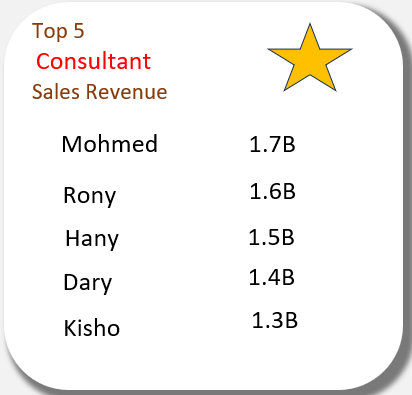 Top 5
Consultant
Sales Revenue
Mohmed 1.7B
Rony 1.6B
Hany 1.5B
Dary 1.4B
Kisho 1.3B